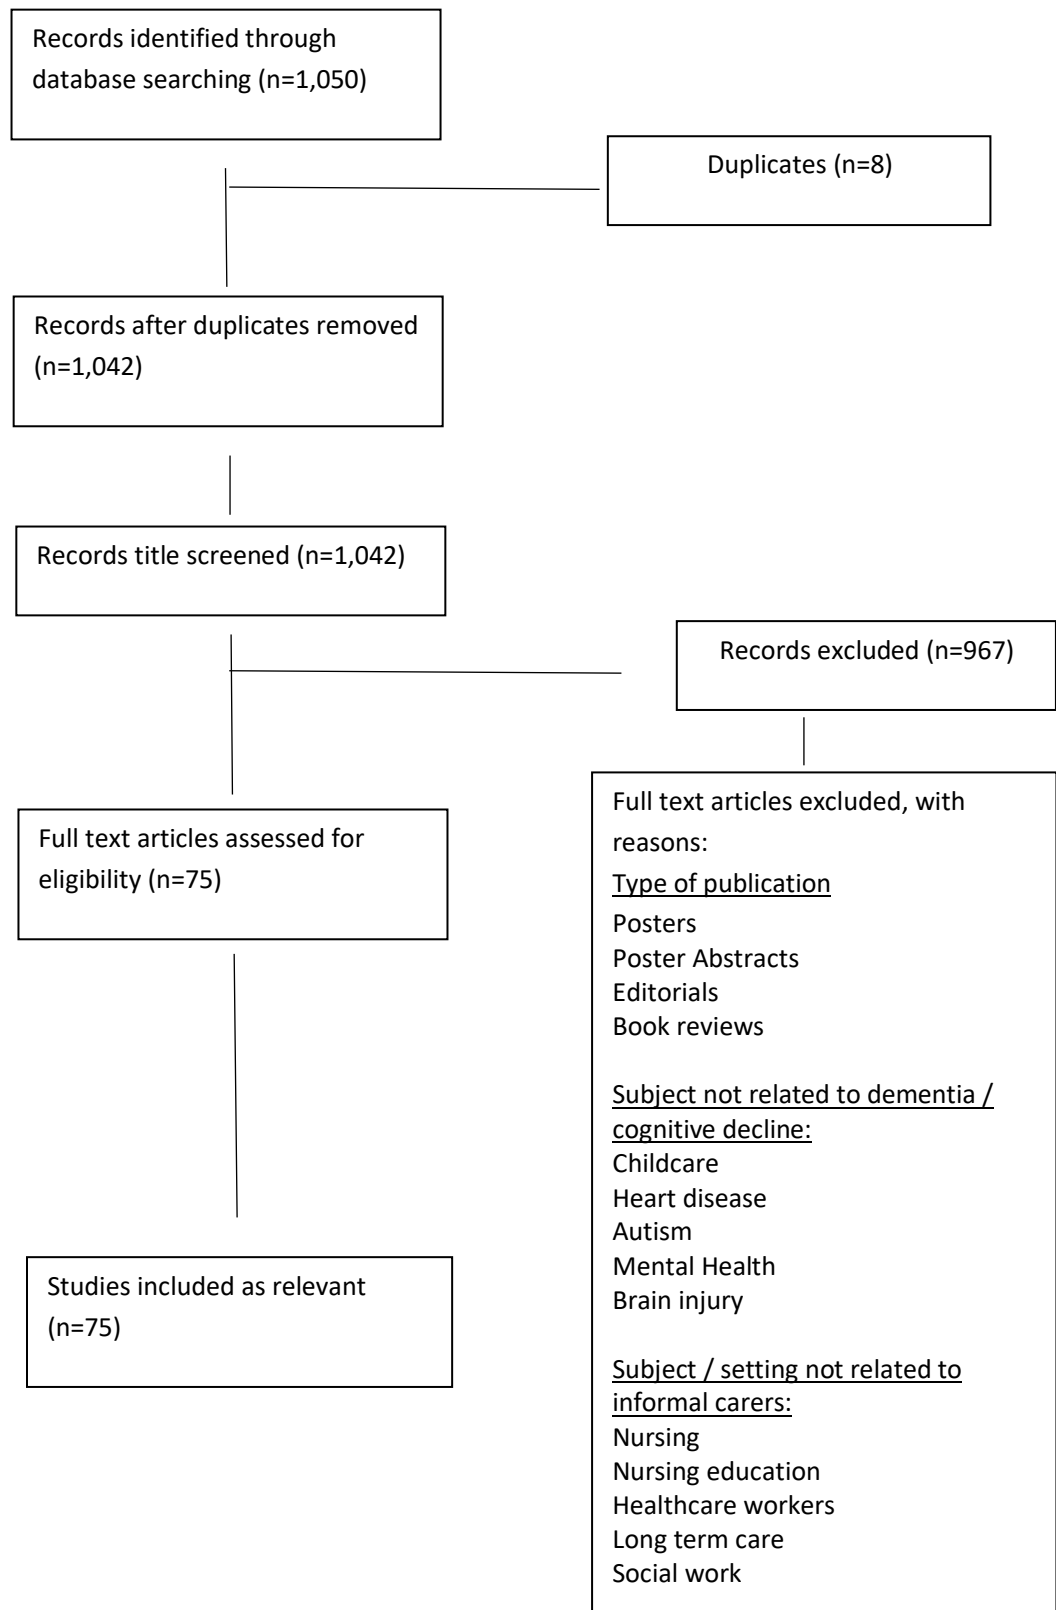 Records identified through
database searching (n=1,050)
Duplicates (n=8)
Records after duplicates removed
(n=1,042)
Records title screened (n=1,042)
Records excluded (n=967)
Full text articles assessed for
eligibility (n=75)
Full text articles excluded, with
reasons:
Type of publication
Posters
Poster Abstracts
Editorials
Book reviews
Subject not related to dementia /
cognitive decline:
Childcare
Heart disease
Autism
Mental Health
Brain injury
Subject / setting not related to
informal carers:
Nursing
Nursing education
Healthcare workers
Long term care
Social work
Studies included as relevant
(n=75)